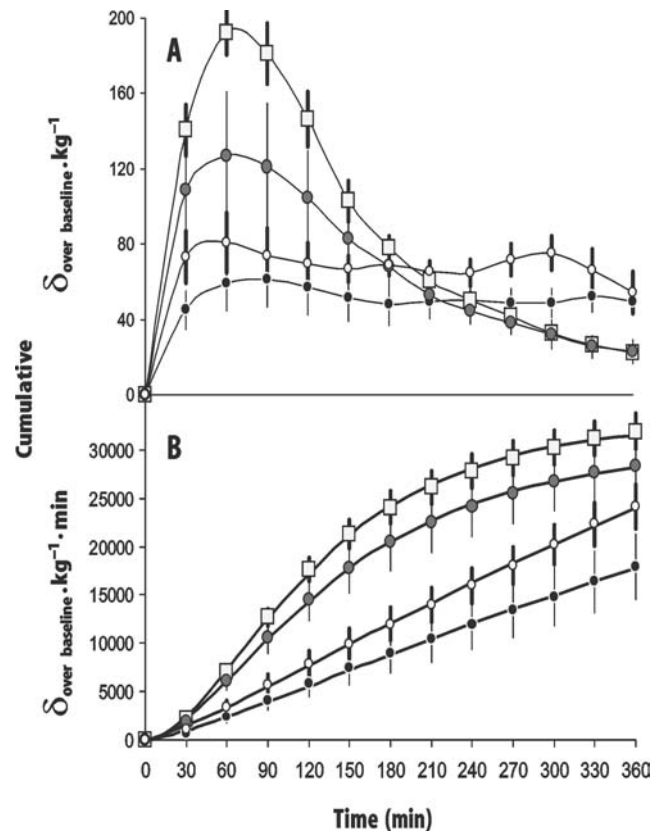 A
200
160
120
80
40
0
δover baseline·kg⁻¹
Cumulative
B
30000
25000
20000
15000
10000
5000
0
δover baseline·kg⁻¹·min
0 30 60 90 120 150 180 210 240 270 300 330 360
Time (min)